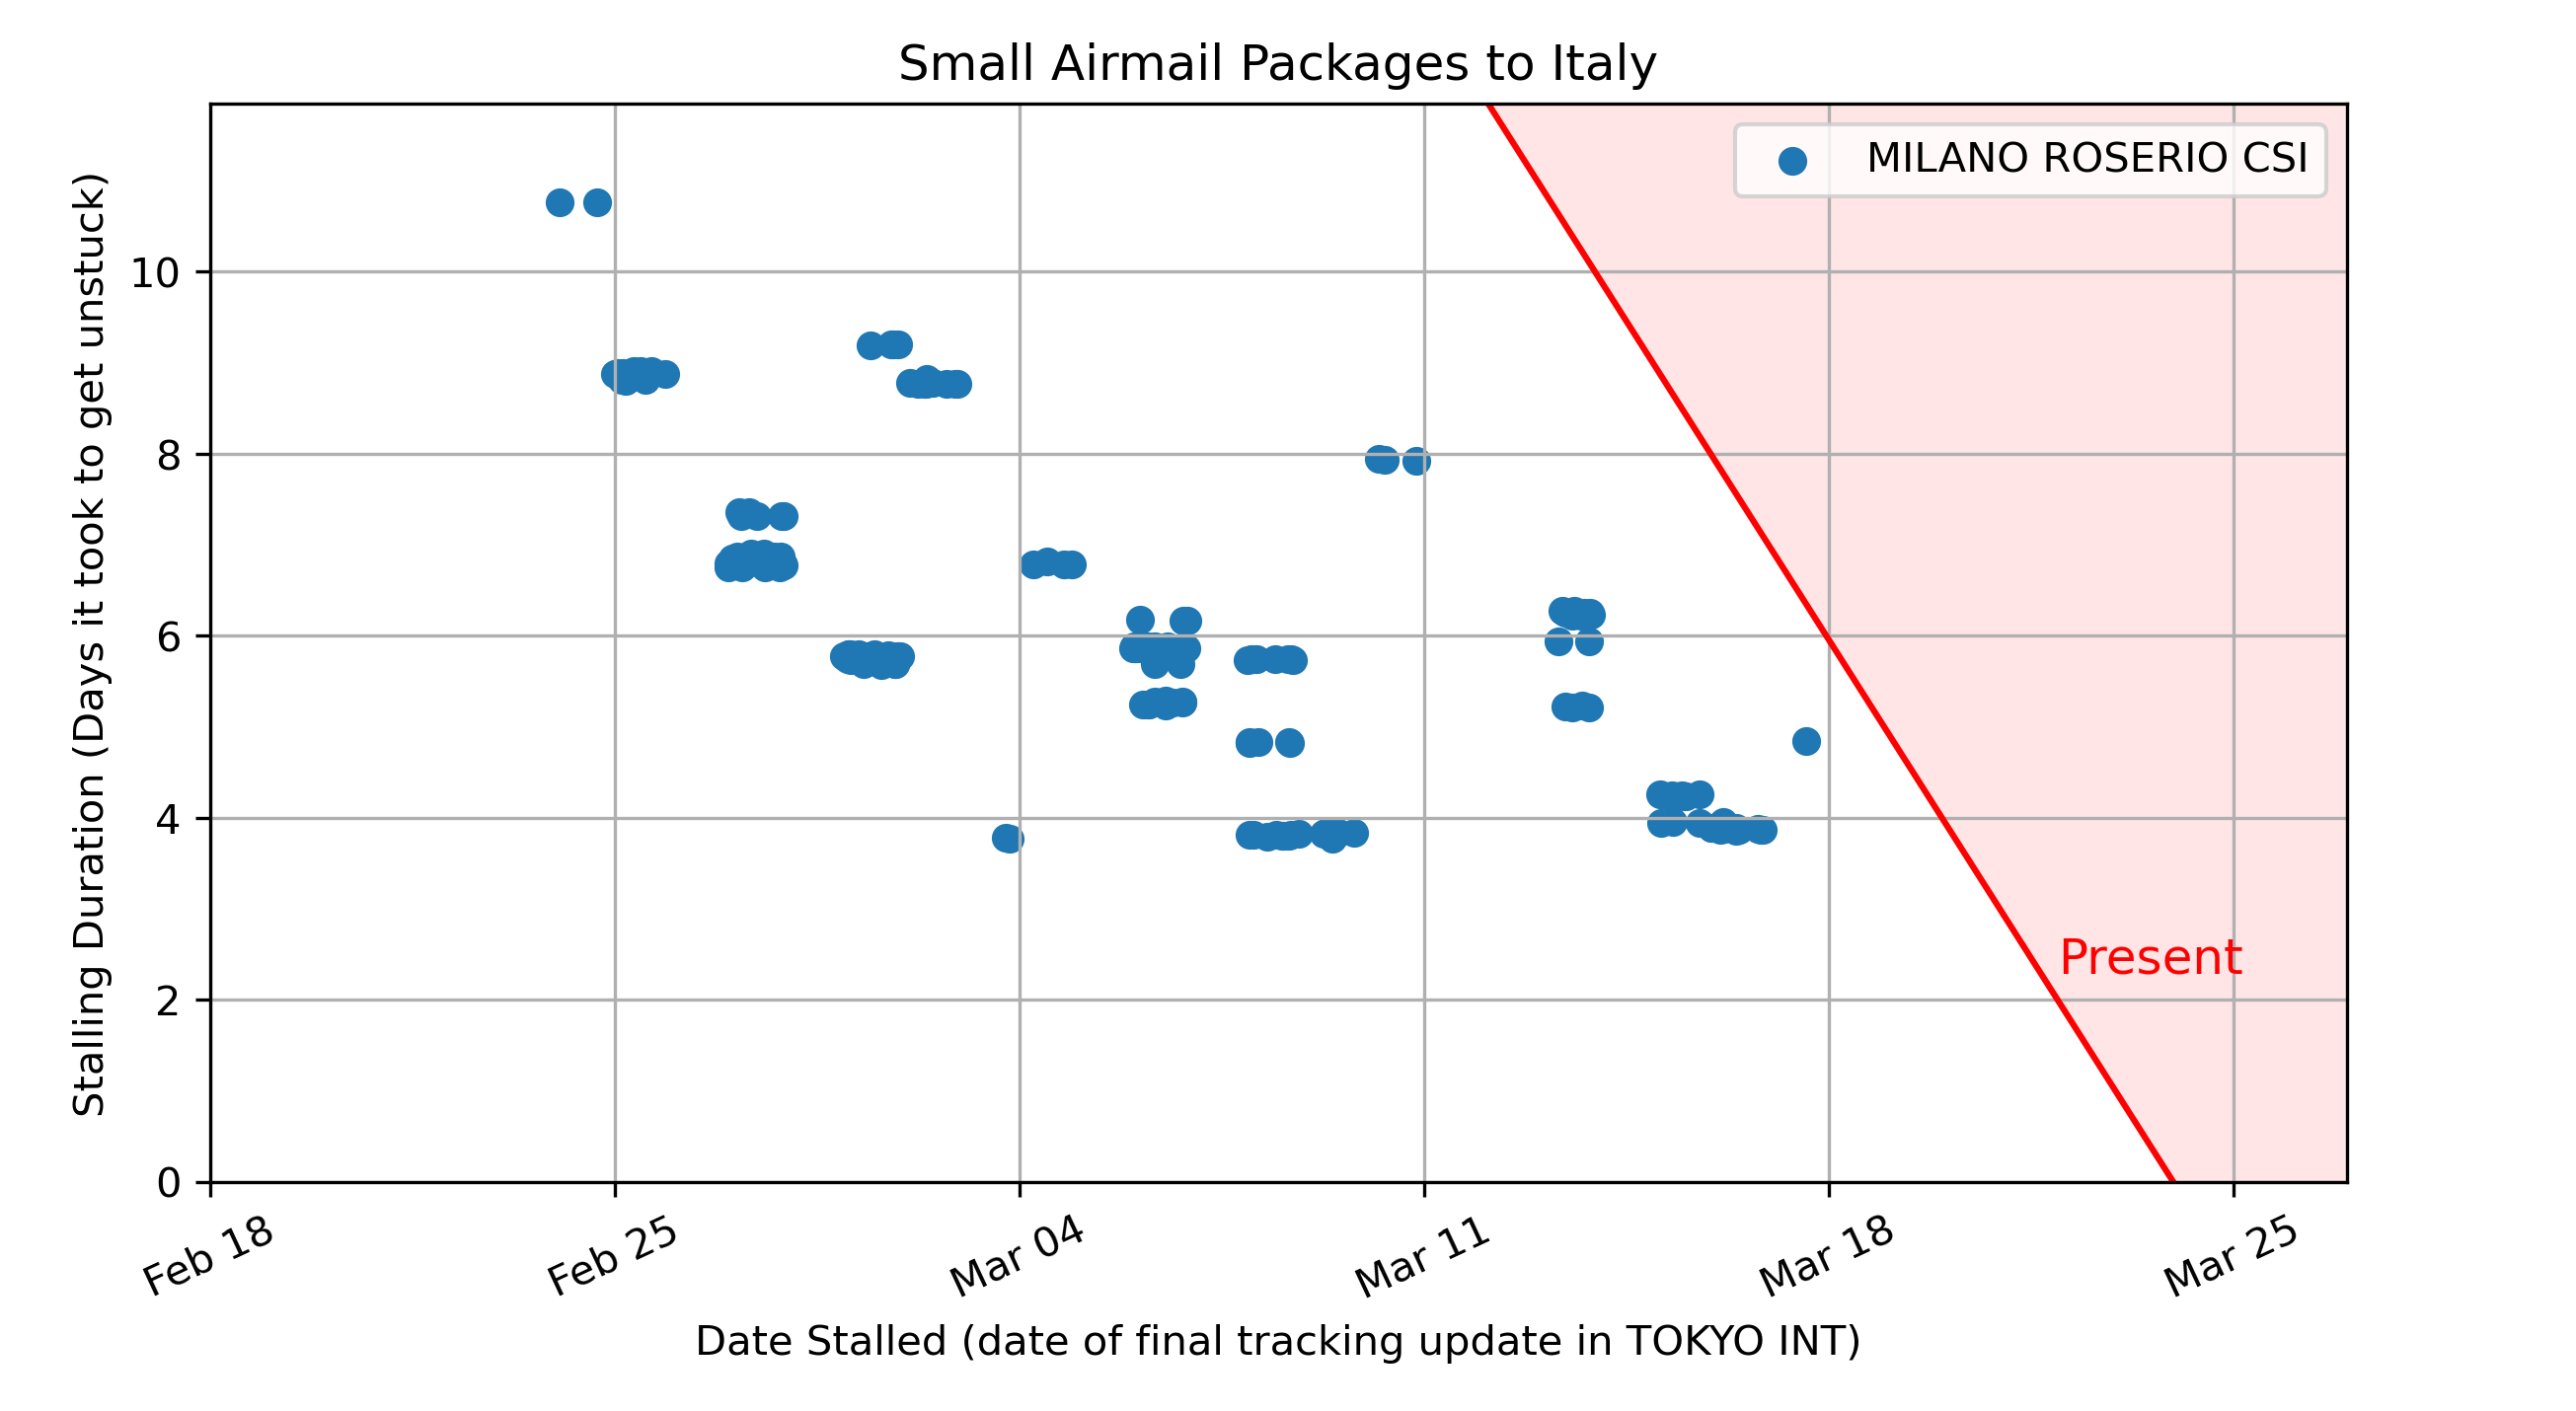 Small Airmail Packages to Italy
MILANO ROSERIO CSI
Stalling Duration (Days it took to get unstuck)
10
8
6
4
2
0
Present
Feb 18
Feb 25
Mar 04
Mar 11
Mar 18
Mar 25
Date Stalled (date of final tracking update in TOKYO INT)